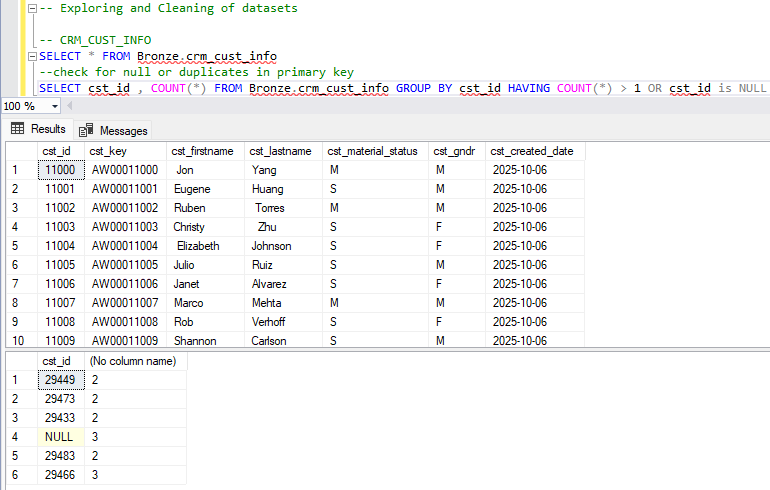 -- Exploring and Cleaning of datasets
-- CRM_CUST_INFO
SELECT * FROM Bronze.crm_cust_info
--check for null or duplicates in primary key
SELECT cst_id , COUNT(*) FROM Bronze.crm_cust_info GROUP BY cst_id HAVING COUNT(*) > 1 OR cst_id is NULL
100 %
Results Messages
cst_id cst_key cst_firstname cst_lastname cst_material_status cst_gndr cst_created_date
1 11000 AW00011000 Jon Yang M M 2025-10-06
2 11001 AW00011001 Eugene Huang S M 2025-10-06
3 11002 AW00011002 Ruben Torres M M 2025-10-06
4 11003 AW00011003 Christy Zhu S F 2025-10-06
5 11004 AW00011004 Elizabeth Johnson S F 2025-10-06
6 11005 AW00011005 Julio Ruiz S M 2025-10-06
7 11006 AW00011006 Janet Alvarez S F 2025-10-06
8 11007 AW00011007 Marco Mehta M M 2025-10-06
9 11008 AW00011008 Rob Verhoff S F 2025-10-06
10 11009 AW00011009 Shannon Carlson S M 2025-10-06
cst_id (No column name)
1 29449 2
2 29473 2
3 29433 2
4 NULL 3
5 29483 2
6 29466 3